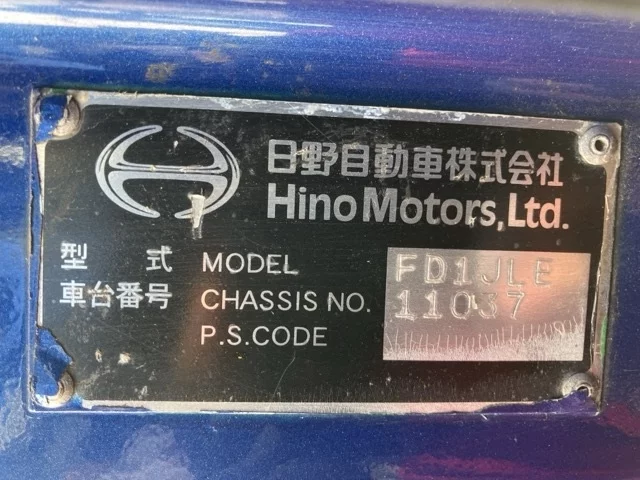 日野自動車株式会社
Hino Motors, Ltd.
型式 MODEL FD1JLE
車台番号 CHASSIS NO. 11037
P.S.CODE